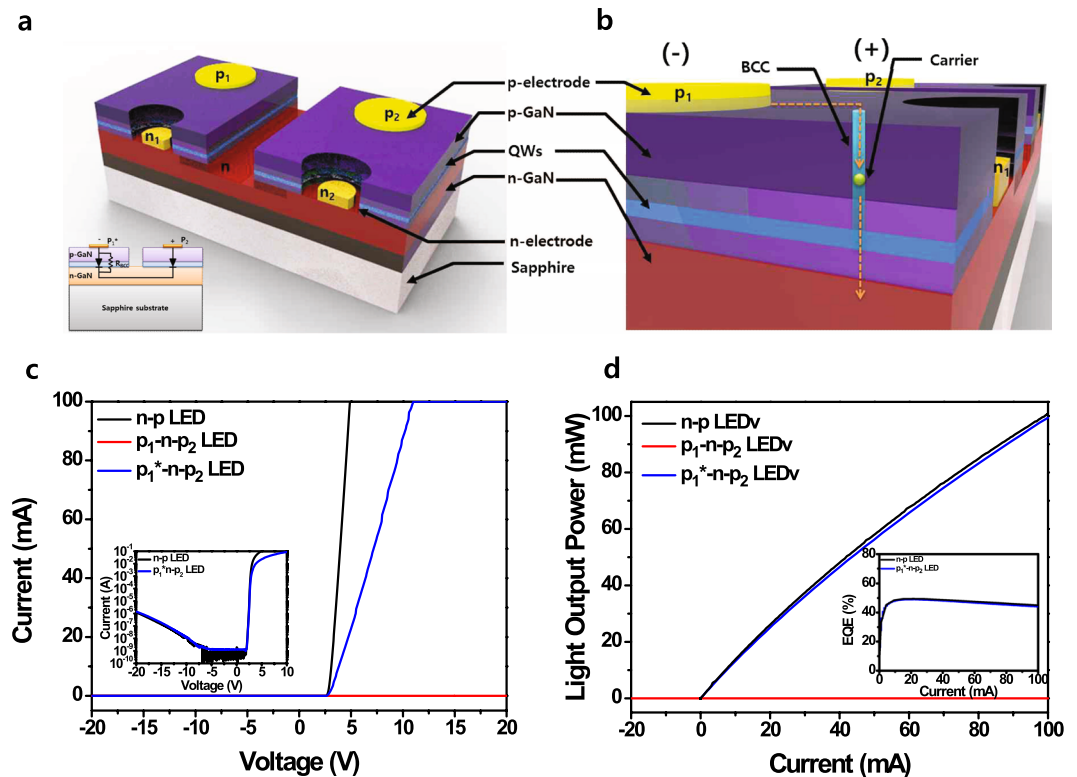 a
p₁
p₂
n₁
n
n₂
p-electrode
p-GaN
QWs
n-GaN
n-electrode
Sapphire
- P₁* + P₂
p-GaN
R_BCC
n-GaN
Sapphire substrate
b
(-)
(+)
BCC
Carrier
p₁
p₂
n₁
c
Current (mA)
100
80
60
40
20
0
-20 -15 -10 -5 0 5 10 15 20
Voltage (V)
n-p LED
p₁-n-p₂ LED
p₁*-n-p₂ LED
Current (A)
10⁻¹
10⁻²
10⁻³
10⁻⁴
10⁻⁵
10⁻⁶
10⁻⁷
10⁻⁸
10⁻⁹
10⁻¹⁰
-20 -15 -10 -5 0 5 10
Voltage (V)
n-p LED
p₁*n-p₂ LED
d
Light Output Power (mW)
100
80
60
40
20
0
-20 0 20 40 60 80 100
Current (mA)
n-p LEDv
p₁-n-p₂ LEDv
p₁*-n-p₂ LEDv
EQE (%)
80
60
40
20
0
0 20 40 60 80 100
Current (mA)
n-p LED
p₁*-n-p₂ LED